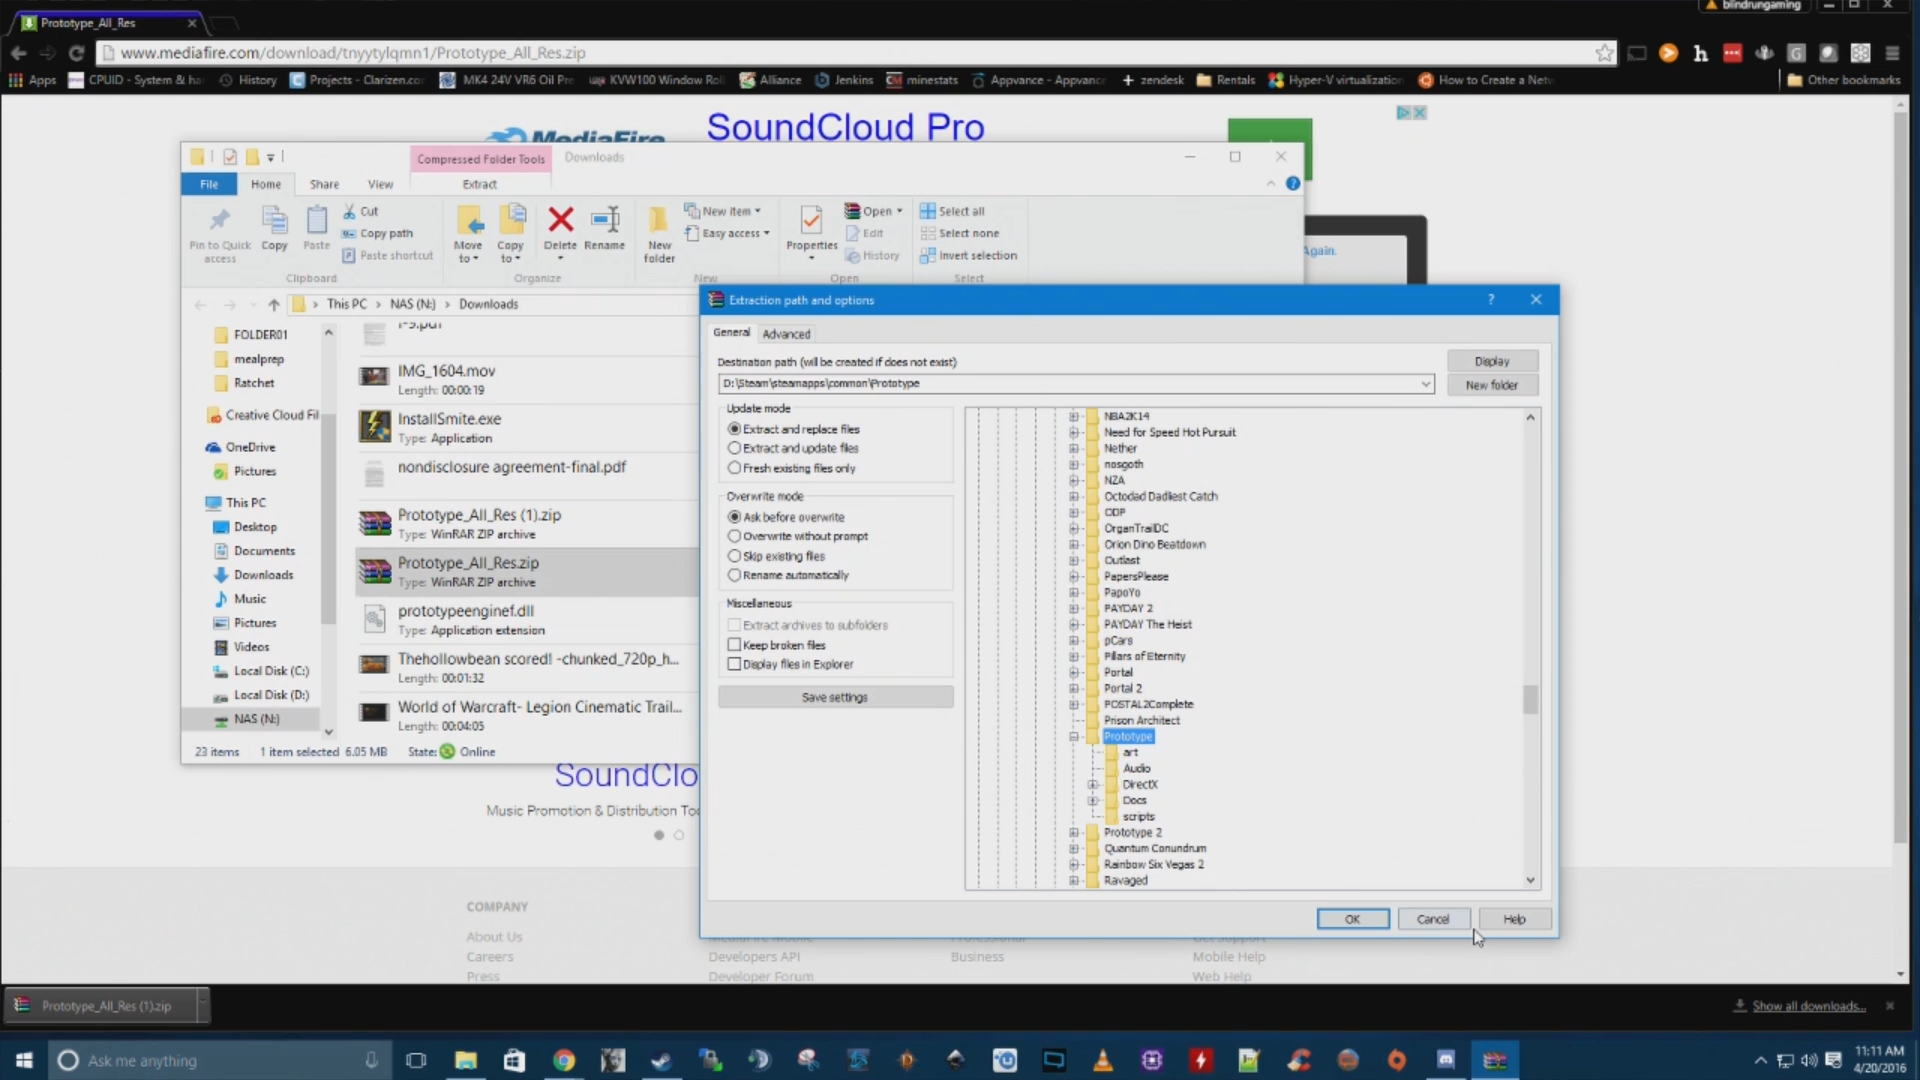 Prototype_All_Res
blindrungaming
www.mediafire.com/download/tnyytylqmn1/Prototype_All_Res.zip
Apps
CPUID - System & ha
History
Projects - Clarizen.co
MK4 24V VR6 Oil Pre
KVW100 Window Roll
Alliance
Jenkins
minestats
Appvance - Appvanc
zendesk
Rentals
Hyper-V virtualization
How to Create a Netw
Other bookmarks
MediaFire
SoundCloud Pro
Compressed Folder Tools
Downloads
File
Home
Share
View
Extract
Pin to Quick access
Copy
Paste
Cut
Copy path
Paste shortcut
Move to
Copy to
Delete
Rename
New folder
New item
Easy access
Properties
Open
Edit
History
Select all
Select none
Invert selection
Clipboard
Organize
New
Open
Select
Again.
This PC > NAS (N:) > Downloads
FOLDER01
mealprep
Ratchet
Creative Cloud Fil
OneDrive
Pictures
This PC
Desktop
Documents
Downloads
Music
Pictures
Videos
Local Disk (C:)
Local Disk (D:)
NAS (N:)
IMG_1604.mov
Length: 00:00:19
InstallSmite.exe
Type: Application
nondisclosure agreement-final.pdf
Prototype_All_Res (1).zip
Type: WinRAR ZIP archive
Prototype_All_Res.zip
Type: WinRAR ZIP archive
prototypeenginef.dll
Type: Application extension
Thehollowbean scored! -chunked_720p_h...
Length: 00:01:32
World of Warcraft- Legion Cinematic Trail...
Length: 00:04:05
23 items
1 item selected 6.05 MB
State: Online
Extraction path and options
General
Advanced
Destination path (will be created if does not exist)
D:\Steam\steamapps\common\Prototype
Display
New folder
Update mode
Extract and replace files
Extract and update files
Fresh existing files only
Overwrite mode
Ask before overwrite
Overwrite without prompt
Skip existing files
Rename automatically
Miscellaneous
Extract archives to subfolders
Keep broken files
Display files in Explorer
Save settings
NBA2K14
Need for Speed Hot Pursuit
Nether
nosgoth
NZA
Octodad Dadliest Catch
OrganTrailDC
Orion Dino Beatdown
Outlast
PapersPlease
PapoYo
PAYDAY 2
PAYDAY The Heist
pCars
Pillars of Eternity
Portal
Portal 2
POSTAL2Complete
Prison Architect
Prototype
art
Audio
DirectX
Docs
scripts
Prototype 2
Quantum Conundrum
Rainbow Six Vegas 2
Ravaged
OK
Cancel
Help
SoundClo
Music Promotion & Distribution To
COMPANY
About Us
Careers
Press
Developers API
Developer Forum
Business
Mobile Help
Web Help
Prototype_All_Res (1).zip
Show all downloads...
Ask me anything
11:11 AM
4/20/2016